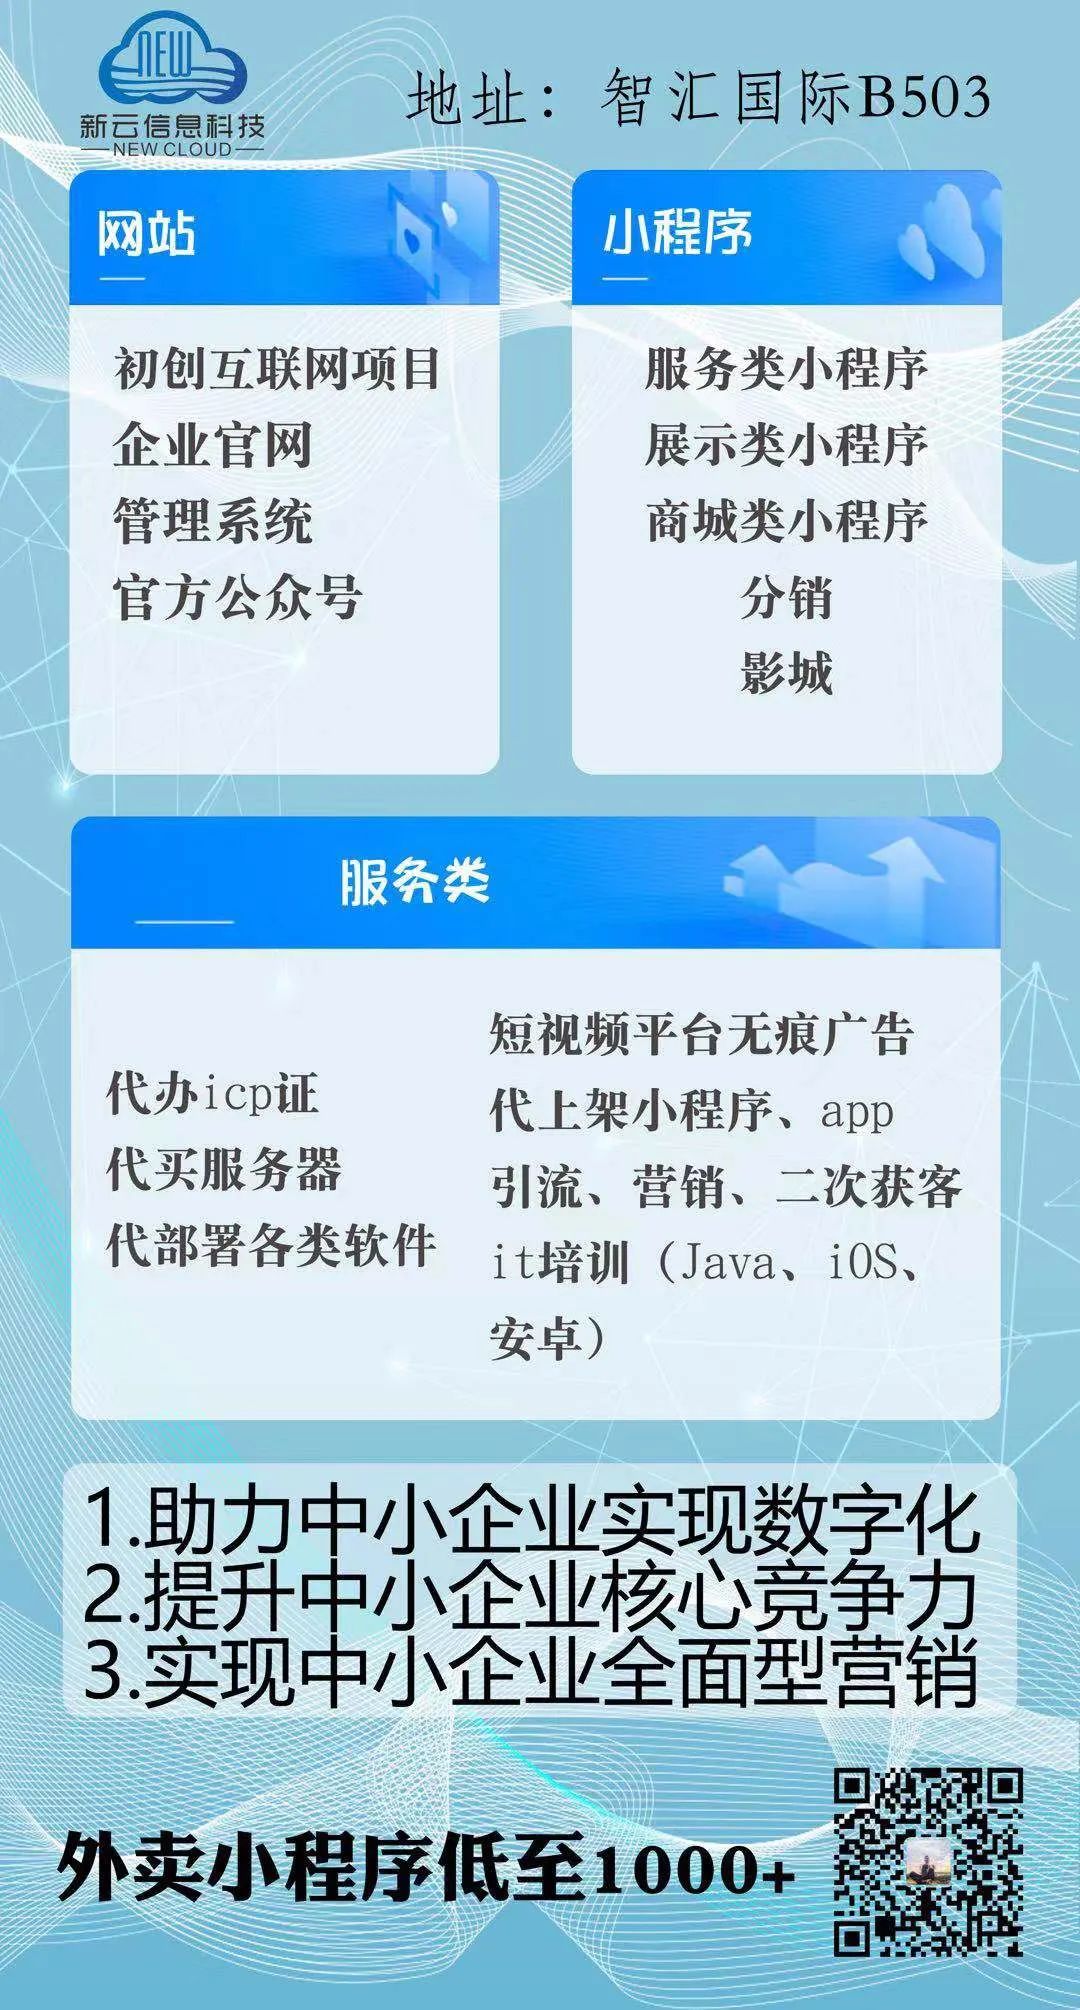 NEW
新云信息科技
NEW CLOUD
地址：智汇国际B503
网站
初创互联网项目
企业官网
管理系统
官方公众号
小程序
服务类小程序
展示类小程序
商城类小程序
分销
影城
服务类
代办icp证
代买服务器
代部署各类软件
短视频平台无痕广告
代上架小程序、app
引流、营销、二次获客
it培训（Java、iOS、
安卓）
1.助力中小企业实现数字化
2.提升中小企业核心竞争力
3.实现中小企业全面型营销
外卖小程序低至1000+